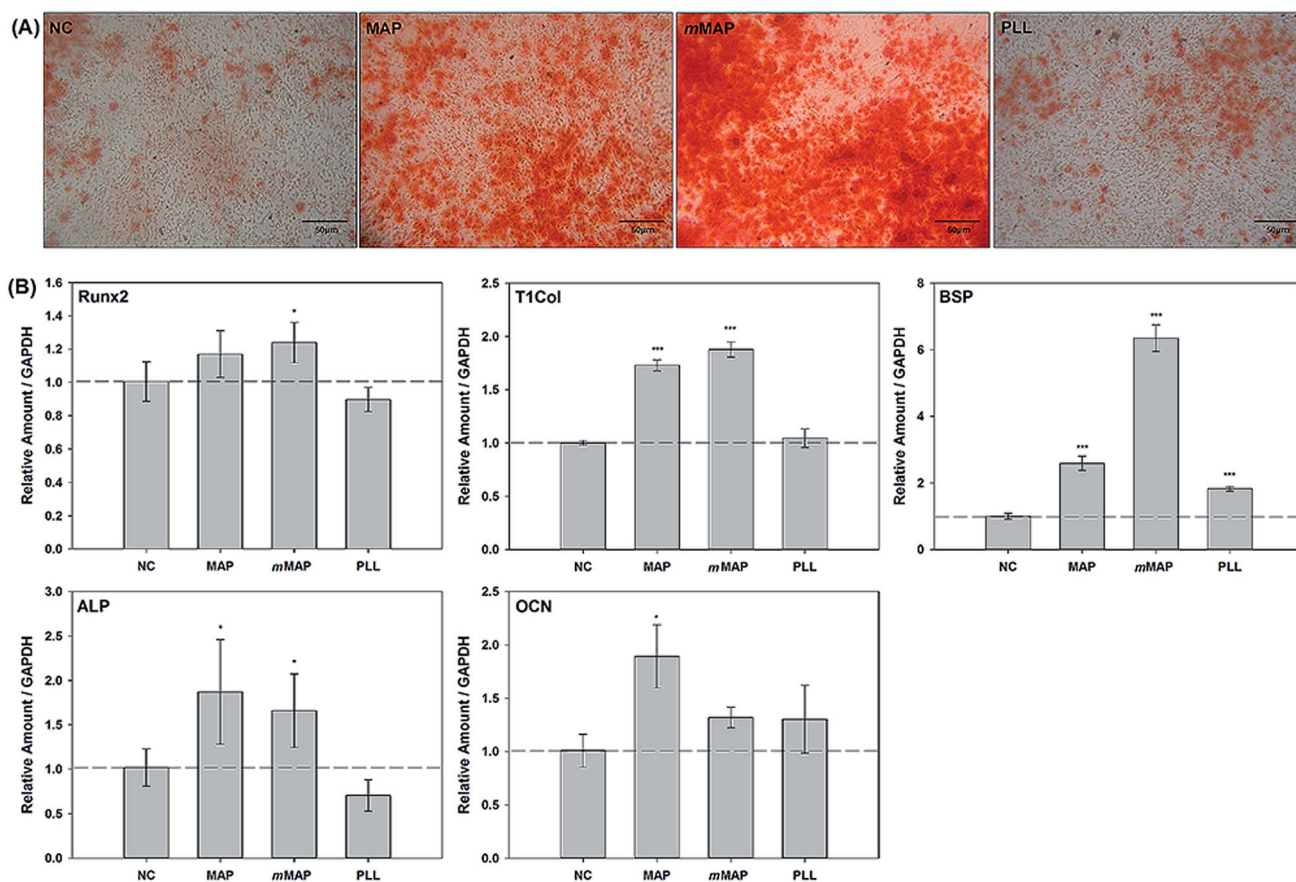 (A)
NC
MAP
mMAP
PLL
50µm
50µm
50µm
50µm
(B)
Runx2
Relative Amount / GAPDH
1.6
1.4
1.2
1.0
0.8
0.6
0.4
0.2
0.0
*
NC MAP mMAP PLL
T1Col
Relative Amount / GAPDH
2.5
2.0
1.5
1.0
0.5
0.0
*** ***
NC MAP mMAP PLL
BSP
Relative Amount / GAPDH
8
6
4
2
0
*** *** ***
NC MAP mMAP PLL
ALP
Relative Amount / GAPDH
3.0
2.5
2.0
1.5
1.0
0.5
0.0
* *
NC MAP mMAP PLL
OCN
Relative Amount / GAPDH
2.5
2.0
1.5
1.0
0.5
0.0
*
NC MAP mMAP PLL